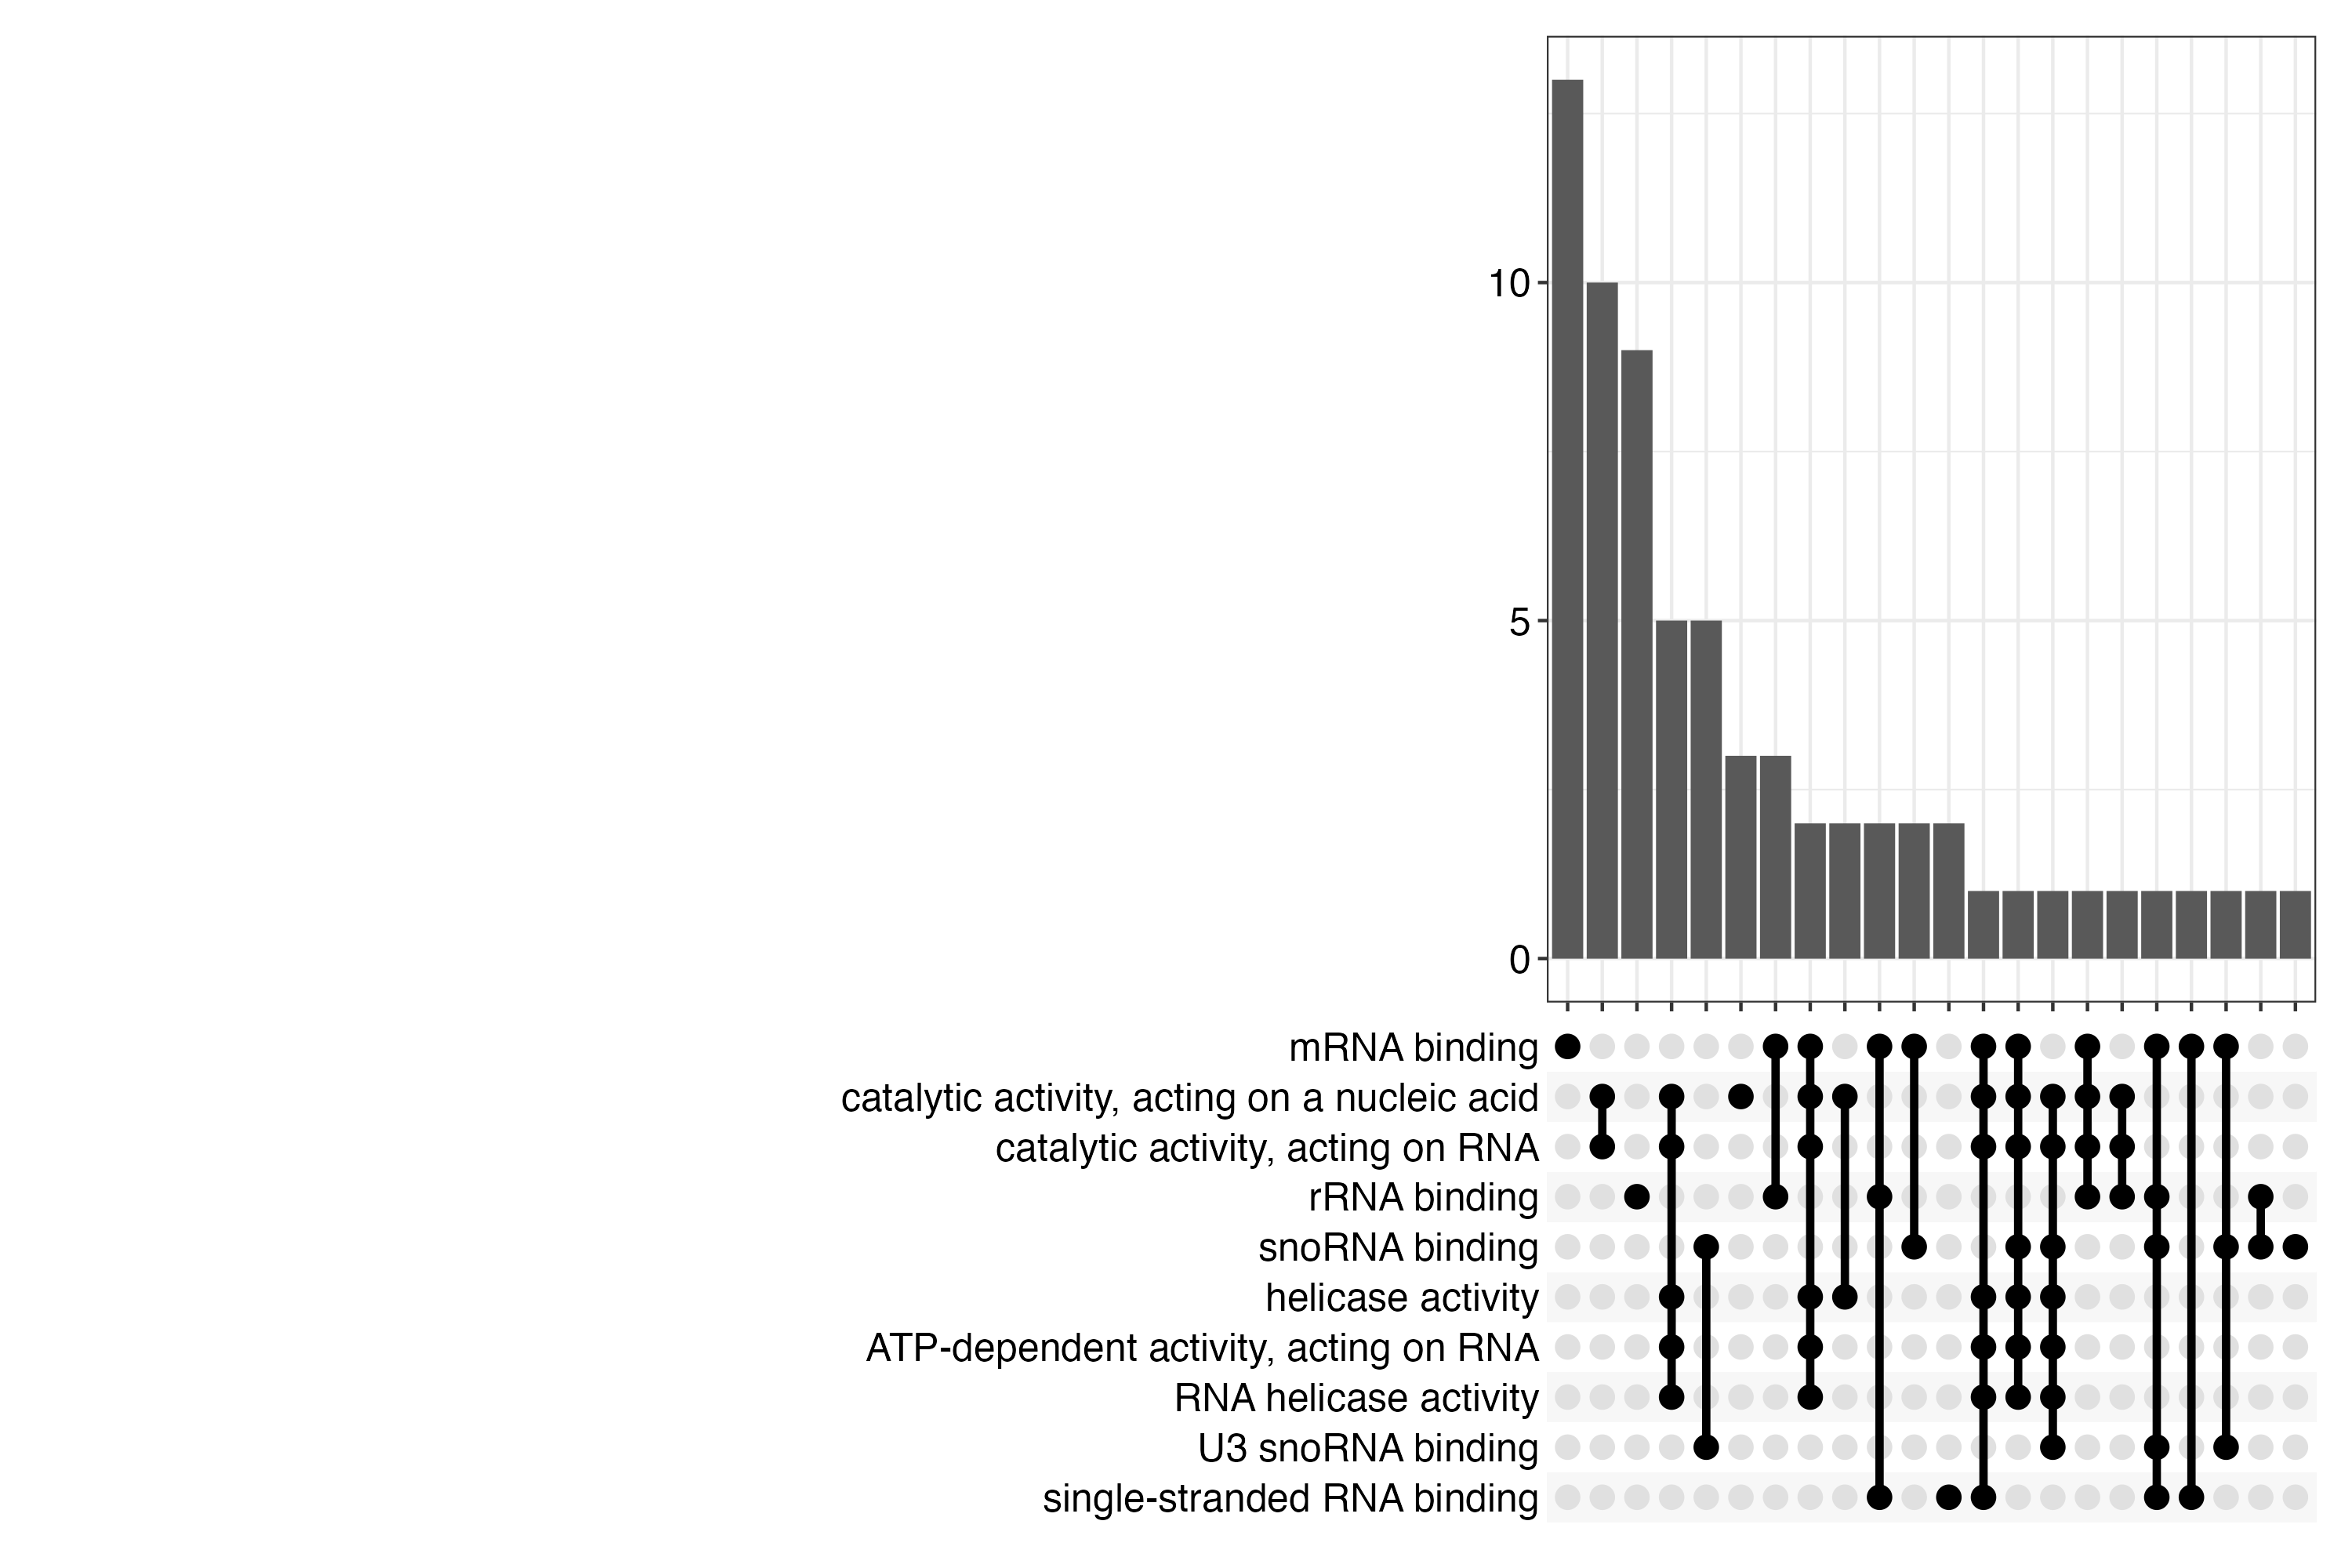 10
5
0
mRNA binding
catalytic activity, acting on a nucleic acid
catalytic activity, acting on RNA
rRNA binding
snoRNA binding
helicase activity
ATP-dependent activity, acting on RNA
RNA helicase activity
U3 snoRNA binding
single-stranded RNA binding